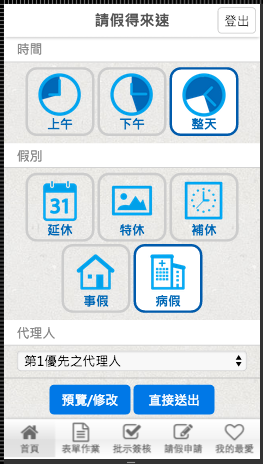 請假得來速 登出
時間
上午 下午 整天
假別
31
延休 特休 補休
事假 病假
代理人
第1優先之代理人
預覽/修改 直接送出
首頁 表單作業 批示簽核 請假申請 我的最愛